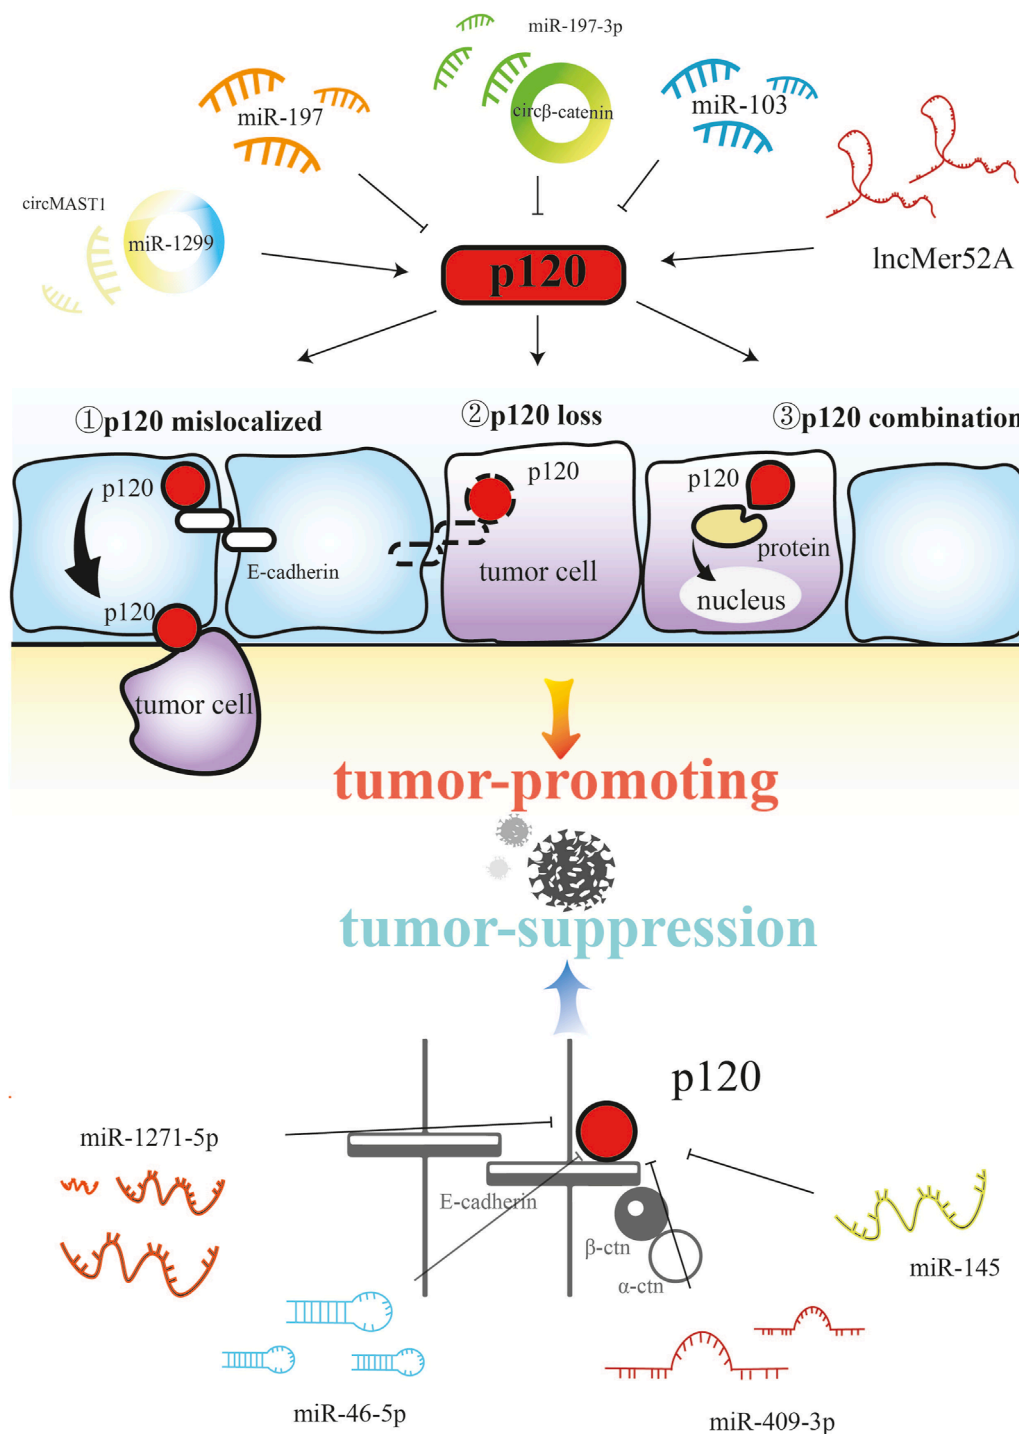 miR-197-3p
circβ-catenin
miR-197
miR-103
circMAST1
miR-1299
lncMer52A
p120
①p120 mislocalized
②p120 loss
③p120 combination
p120
p120
p120
E-cadherin
protein
tumor cell
nucleus
p120
tumor cell
tumor-promoting
tumor-suppression
p120
miR-1271-5p
E-cadherin
β-ctn
α-ctn
miR-145
miR-46-5p
miR-409-3p